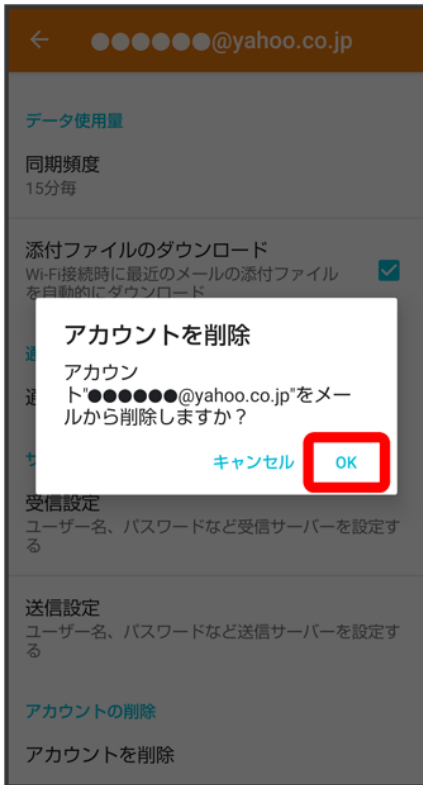 ← ●●●●●●@yahoo.co.jp
データ使用量
同期頻度
15分毎
添付ファイルのダウンロード
Wi-Fi接続時に最近のメールの添付ファイル
を自動的にダウンロード
アカウントを削除
アカウン
ト"●●●●●●@yahoo.co.jp"をメー
ルから削除しますか？
キャンセル OK
受信設定
ユーザー名、パスワードなど受信サーバーを設定す
る
送信設定
ユーザー名、パスワードなど送信サーバーを設定す
る
アカウントの削除
アカウントを削除